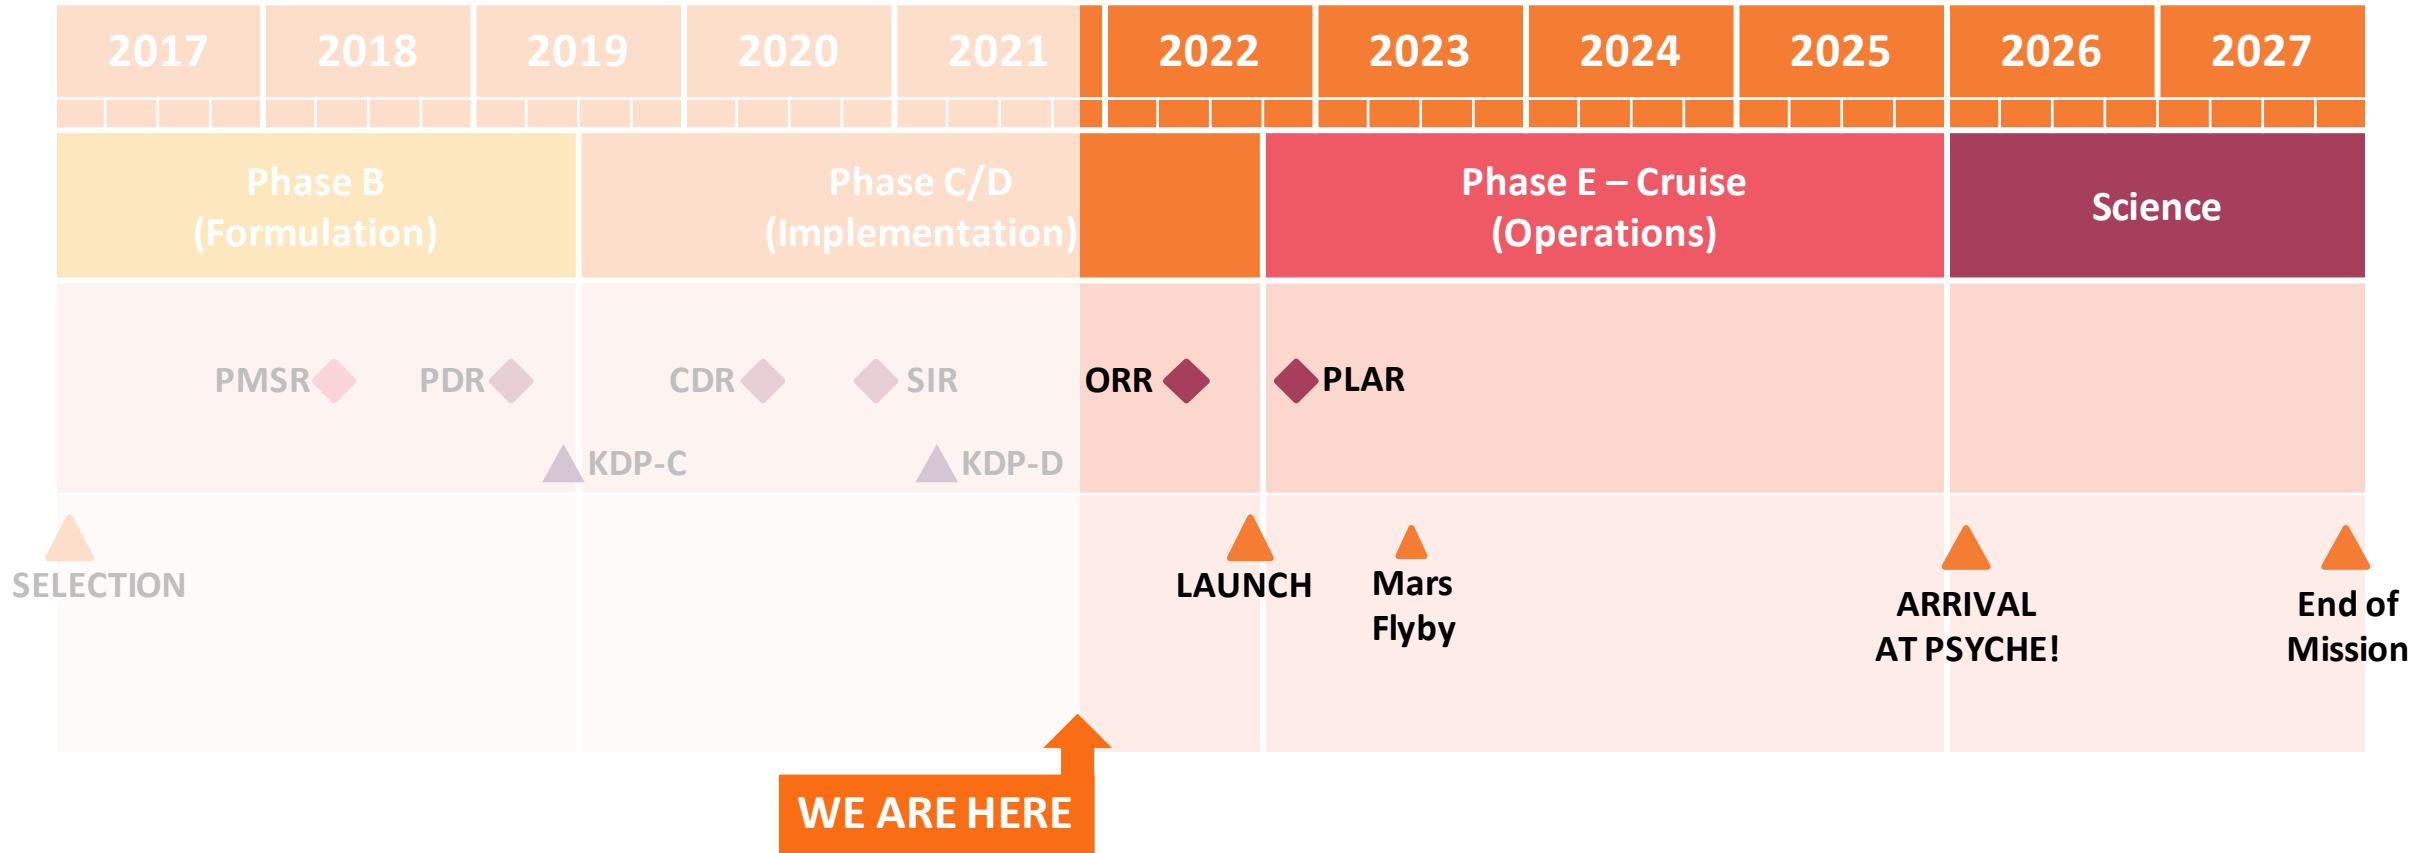 2017 2018 2019 2020 2021 2022 2023 2024 2025 2026 2027
Phase B
(Formulation)
Phase C/D
(Implementation)
Phase E – Cruise
(Operations)
Science
PMSR PDR CDR SIR ORR PLAR
KDP-C KDP-D
SELECTION
LAUNCH
Mars
Flyby
ARRIVAL
AT PSYCHE!
End of
Mission
WE ARE HERE